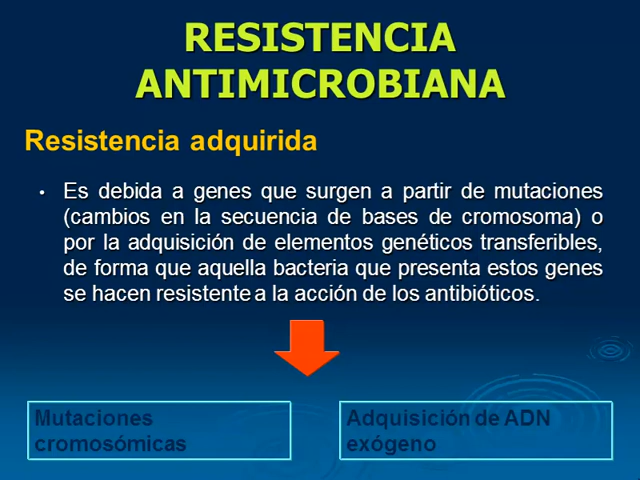 RESISTENCIA
ANTIMICROBIANA
Resistencia adquirida
• Es debida a genes que surgen a partir de mutaciones
(cambios en la secuencia de bases de cromosoma) o
por la adquisición de elementos genéticos transferibles,
de forma que aquella bacteria que presenta estos genes
se hacen resistente a la acción de los antibióticos.
Mutaciones
cromosómicas
Adquisición de ADN
exógeno